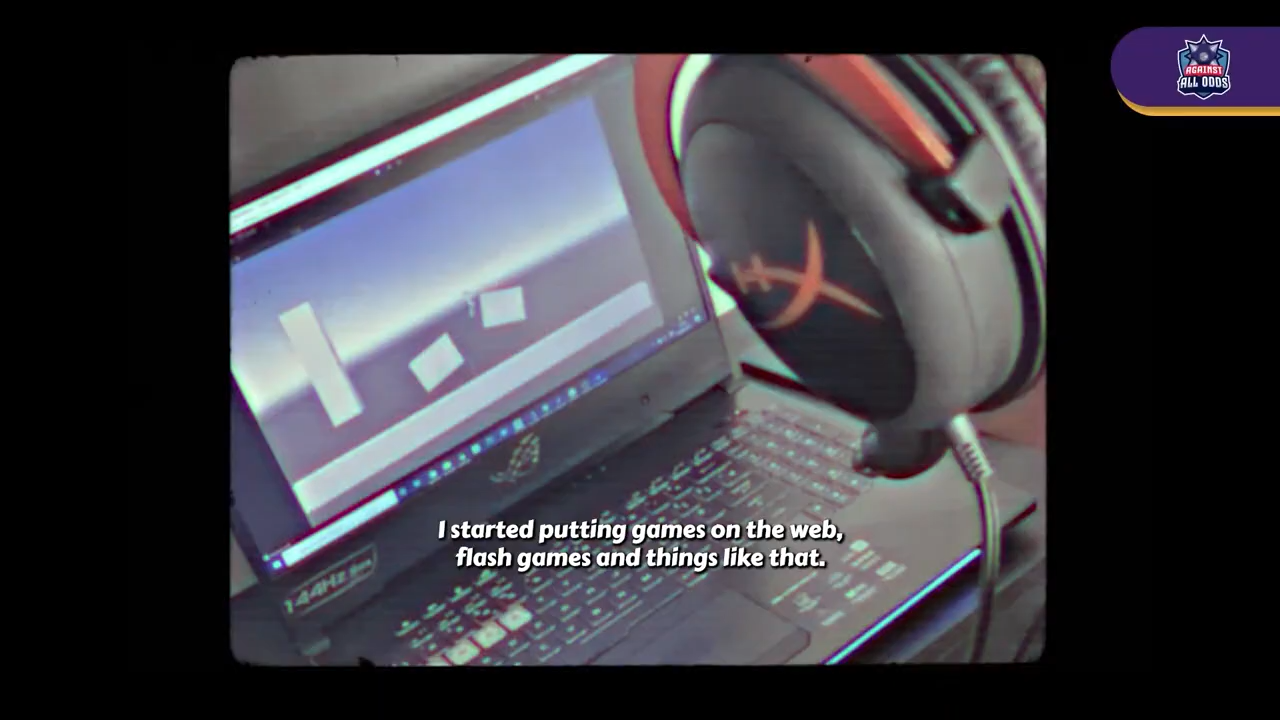 AGAINST
ALL ODDS
I started putting games on the web,
flash games and things like that.
144Hz